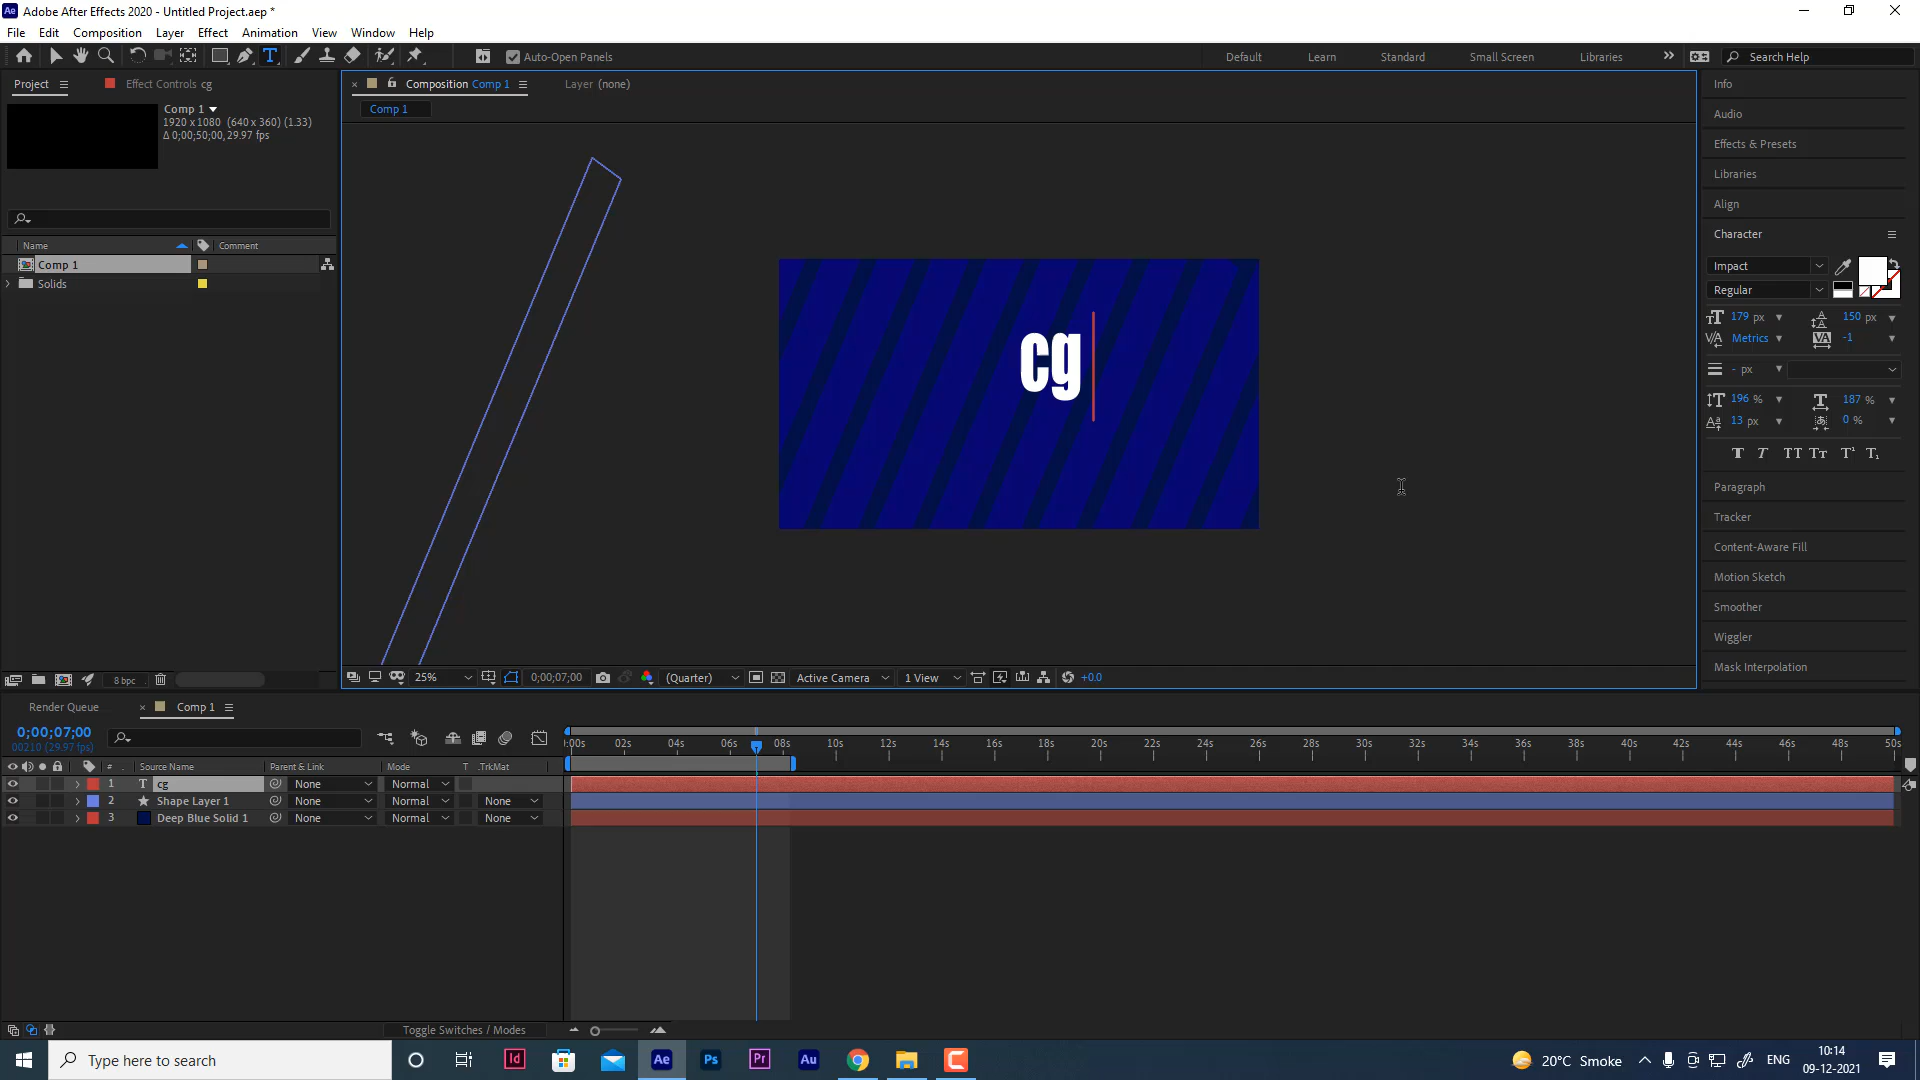 Adobe After Effects 2020 - Untitled Project.aep *
File Edit Composition Layer Effect Animation View Window Help
Auto-Open Panels
Default Learn Standard Small Screen Libraries Search Help
Project Effect Controls cg
Comp 1
1920 x 1080 (640 x 360) (1.33)
Δ 0;00;50;00, 29.97 fps
Name Comment
Comp 1
Solids
8 bpc
Composition Comp 1 Layer (none)
Comp 1
cg
25% 0;00;07;00 (Quarter) Active Camera 1 View +0.0
Info
Audio
Effects & Presets
Libraries
Align
Character
Impact
Regular
179 px 150 px
Metrics -1
- px
196 % 187 %
13 px 0 %
T T TT Tт T¹ T₁
Paragraph
Tracker
Content-Aware Fill
Motion Sketch
Smoother
Wiggler
Mask Interpolation
Render Queue Comp 1
0;00;07;00
00210 (29.97 fps)
:00s 02s 04s 06s 08s 10s 12s 14s 16s 18s 20s 22s 24s 26s 28s 30s 32s 34s 36s 38s 40s 42s 44s 46s 48s 50s
# Source Name Parent & Link Mode T .TrkMat
1 T cg None Normal
2 Shape Layer 1 None Normal None
3 Deep Blue Solid 1 None Normal None
Toggle Switches / Modes
Type here to search
Id Ae Ps Pr Au C
20°C Smoke ENG
10:14
09-12-2021